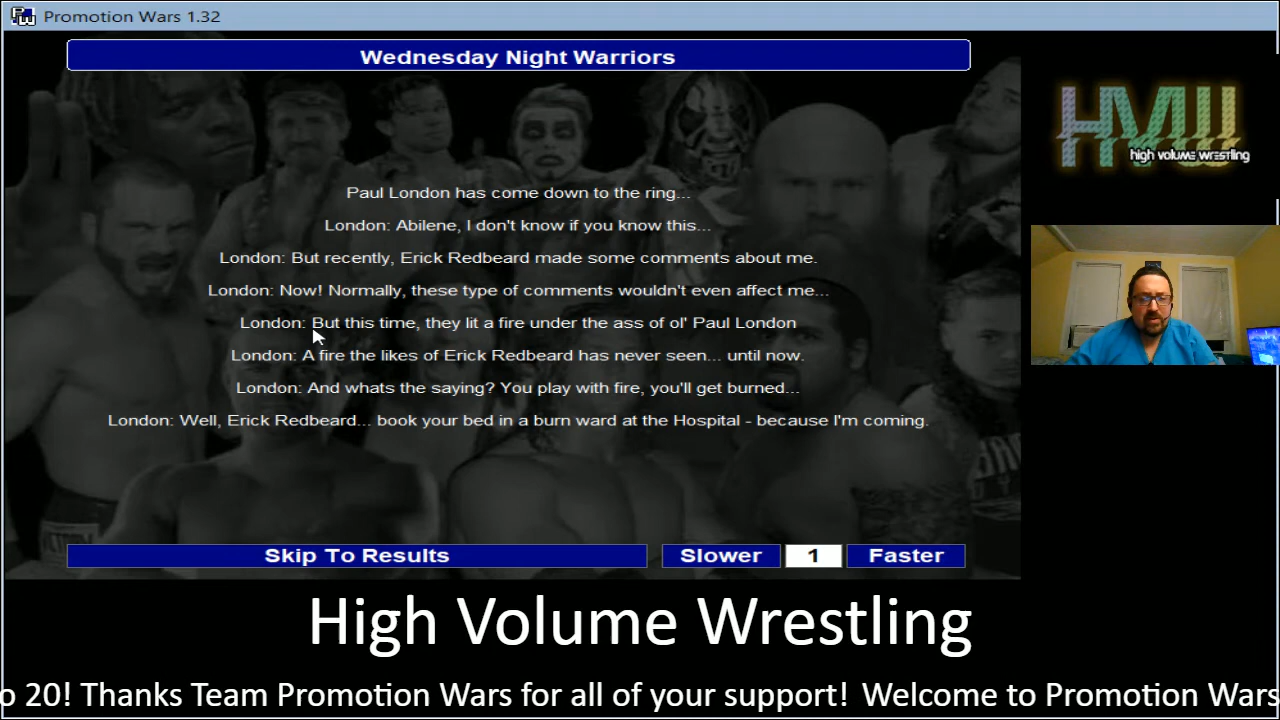 Promotion Wars 1.32
Wednesday Night Warriors
HVW
high volume wrestling
Paul London has come down to the ring...
London: Abilene, I don't know if you know this...
London: But recently, Erick Redbeard made some comments about me.
London: Now! Normally, these type of comments wouldn't even affect me...
London: But this time, they lit a fire under the ass of ol' Paul London
London: A fire the likes of Erick Redbeard has never seen... until now.
London: And whats the saying? You play with fire, you'll get burned...
London: Well, Erick Redbeard... book your bed in a burn ward at the Hospital - because I'm coming.
Skip To Results
Slower
1
Faster
High Volume Wrestling
o 20! Thanks Team Promotion Wars for all of your support! Welcome to Promotion Wars